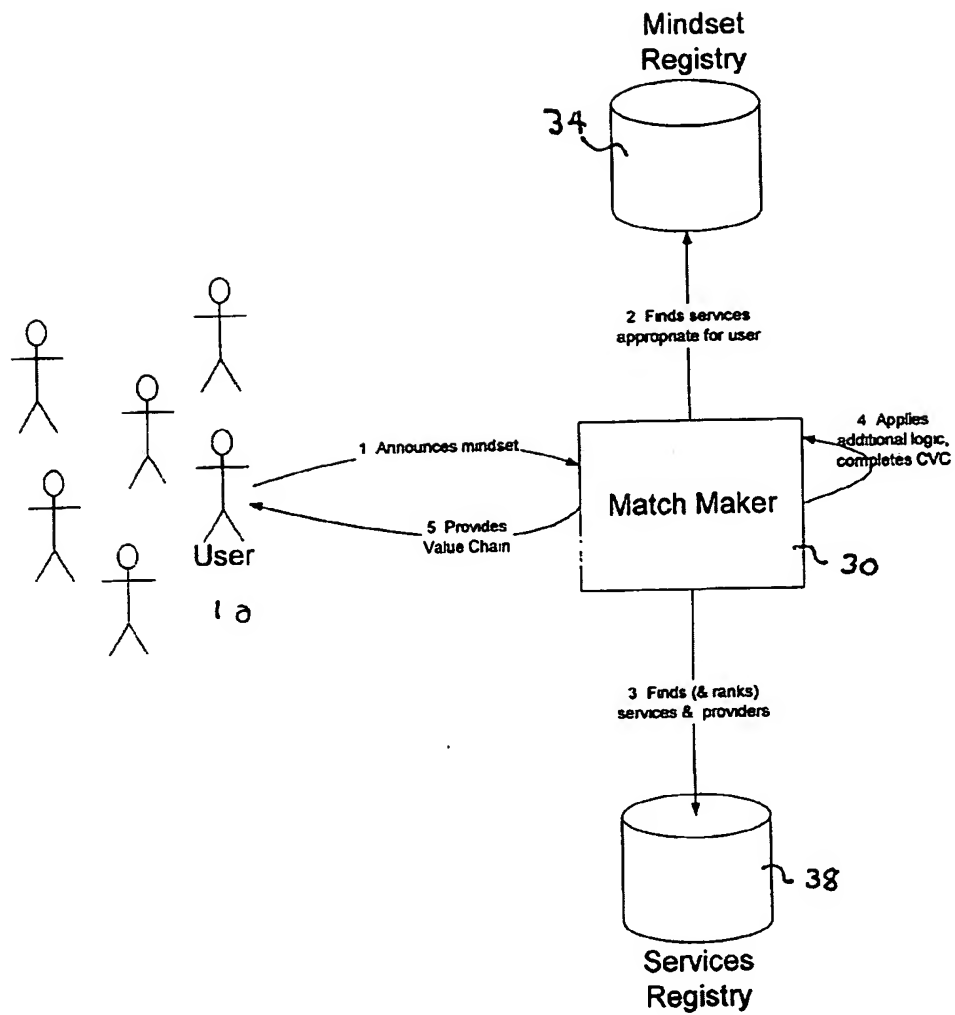 Mindset
Registry
34
2 Finds services
appropriate for user
4 Applies
additional logic,
completes CVC
1 Announces mindset
Match Maker
5 Provides
Value Chain
User
30
1a
3 Finds (& ranks)
services & providers
38
Services
Registry